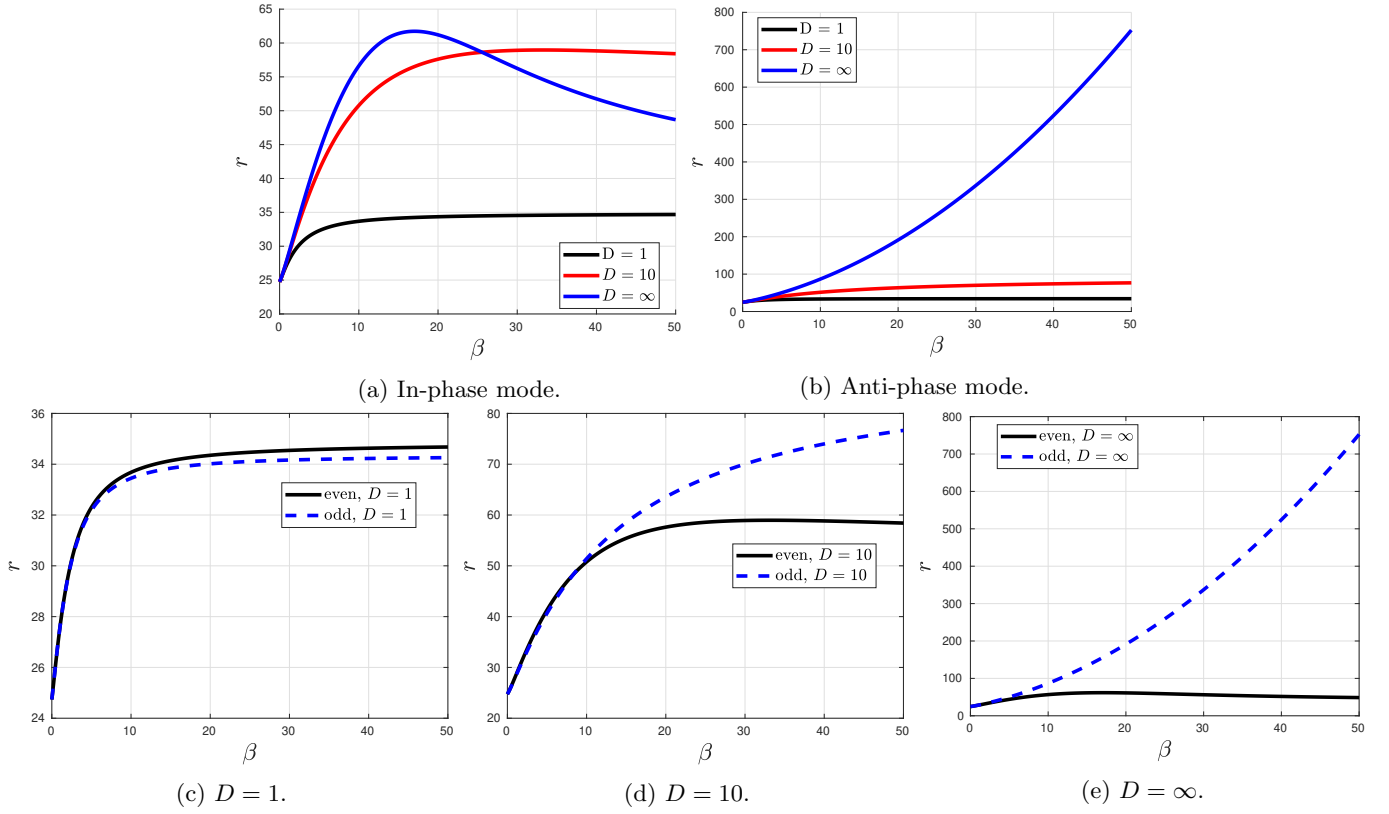 65
60
55
50
45
40
35
30
25
20
r
0 10 20 30 40 50
β
D = 1
D = 10
D = ∞
(a) In-phase mode.
800
700
600
500
400
300
200
100
0
r
0 10 20 30 40 50
β
D = 1
D = 10
D = ∞
(b) Anti-phase mode.
36
34
32
30
28
26
24
r
0 10 20 30 40 50
β
even, D = 1
odd, D = 1
(c) D = 1.
80
70
60
50
40
30
20
r
0 10 20 30 40 50
β
even, D = 10
odd, D = 10
(d) D = 10.
800
700
600
500
400
300
200
100
0
r
0 10 20 30 40 50
β
even, D = ∞
odd, D = ∞
(e) D = ∞.